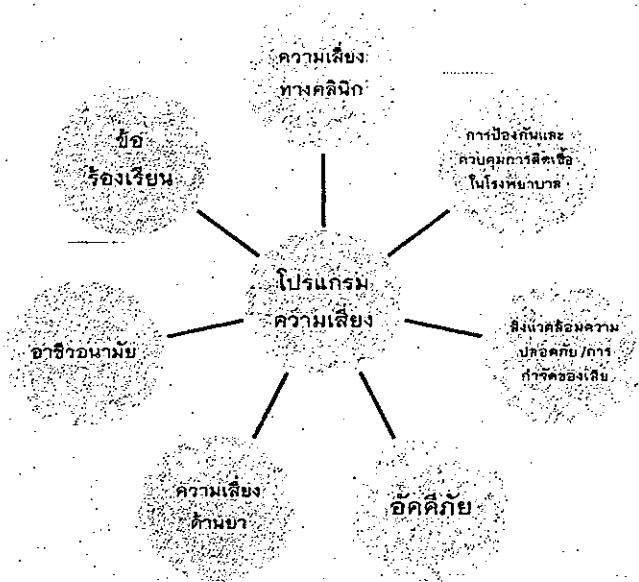 ความเสี่ยง
ทางคลินิก
การป้องกันและ
ควบคุมการติดเชื้อ
ในโรงพยาบาล
ข้อ
ร้องเรียน
โปรแกรม
ความเสี่ยง
สิ่งแวดล้อมความ
ปลอดภัย /การ
กำจัดของเสีย
อาชีวอนามัย
ความเสี่ยง
ด้านยา
อัคคีภัย